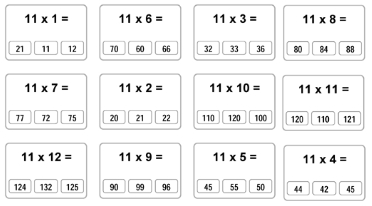 11 x 1 = 11 x 6 = 11 x 3 = 11 x 8 =
21 11 12 70 60 66 32 33 36 80 84 88
11 x 7 = 11 x 2 = 11 x 10 = 11 x 11 =
77 72 75 20 21 22 110 120 100 120 110 121
11 x 12 = 11 x 9 = 11 x 5 = 11 x 4 =
124 132 125 90 99 96 45 55 50 44 42 45